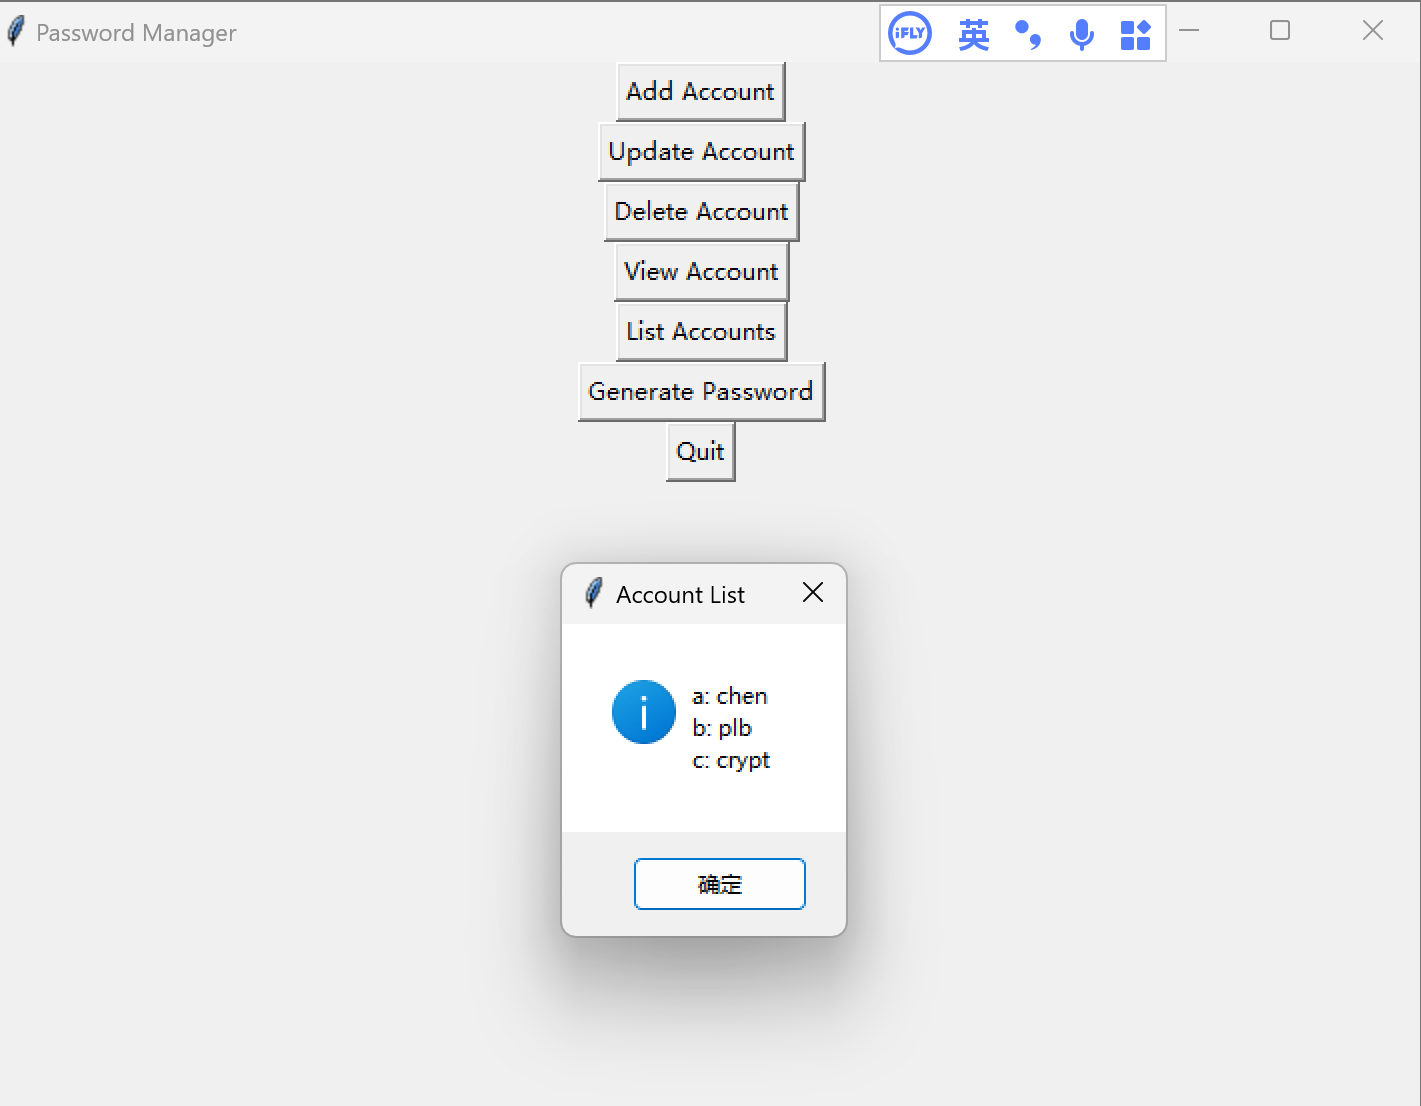 Password Manager
iFLY 英
Add Account
Update Account
Delete Account
View Account
List Accounts
Generate Password
Quit
Account List
a: chen
b: plb
c: crypt
确定